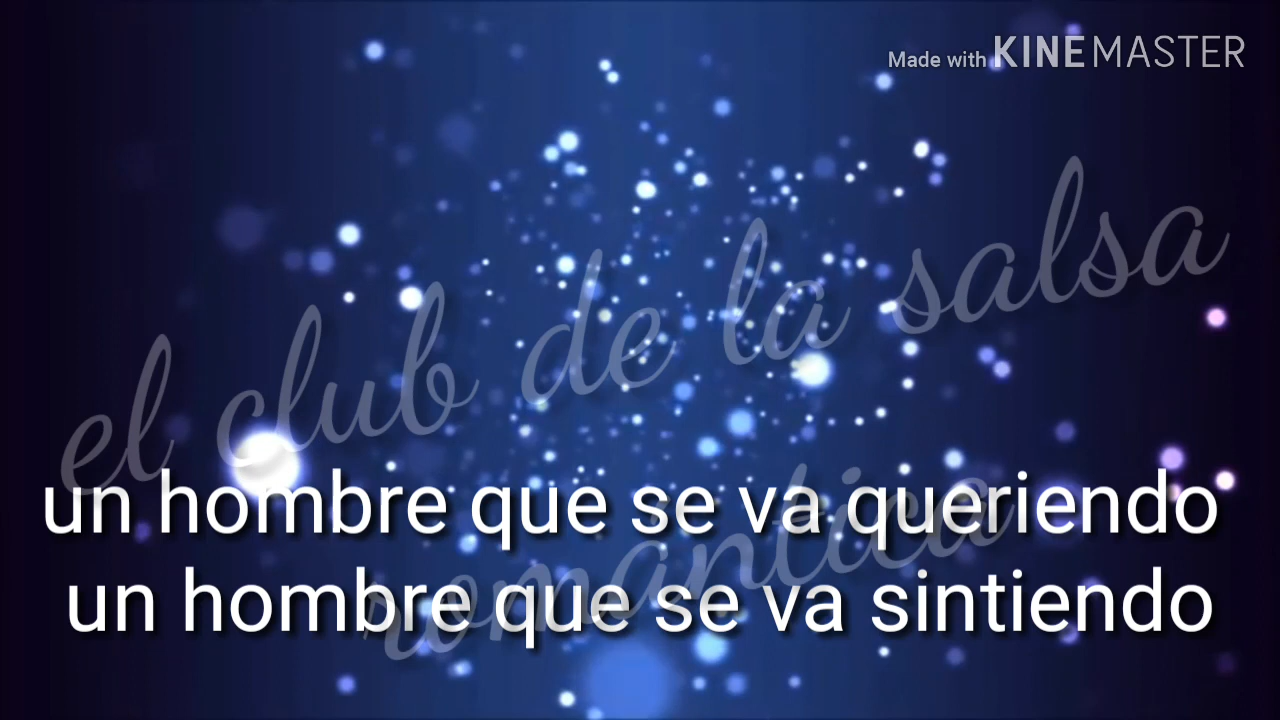 Made with KINEMASTER
el club de la salsa
romantica
un hombre que se va queriendo
un hombre que se va sintiendo